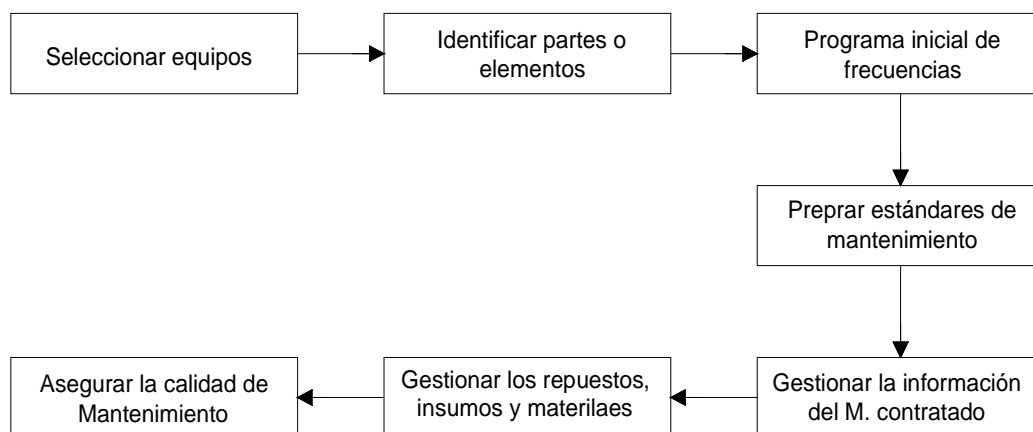 Seleccionar equipos
Identificar partes o
elementos
Programa inicial de
frecuencias
Preprar estándares de
mantenimiento
Gestionar la información
del M. contratado
Gestionar los repuestos,
insumos y materilaes
Asegurar la calidad de
Mantenimiento